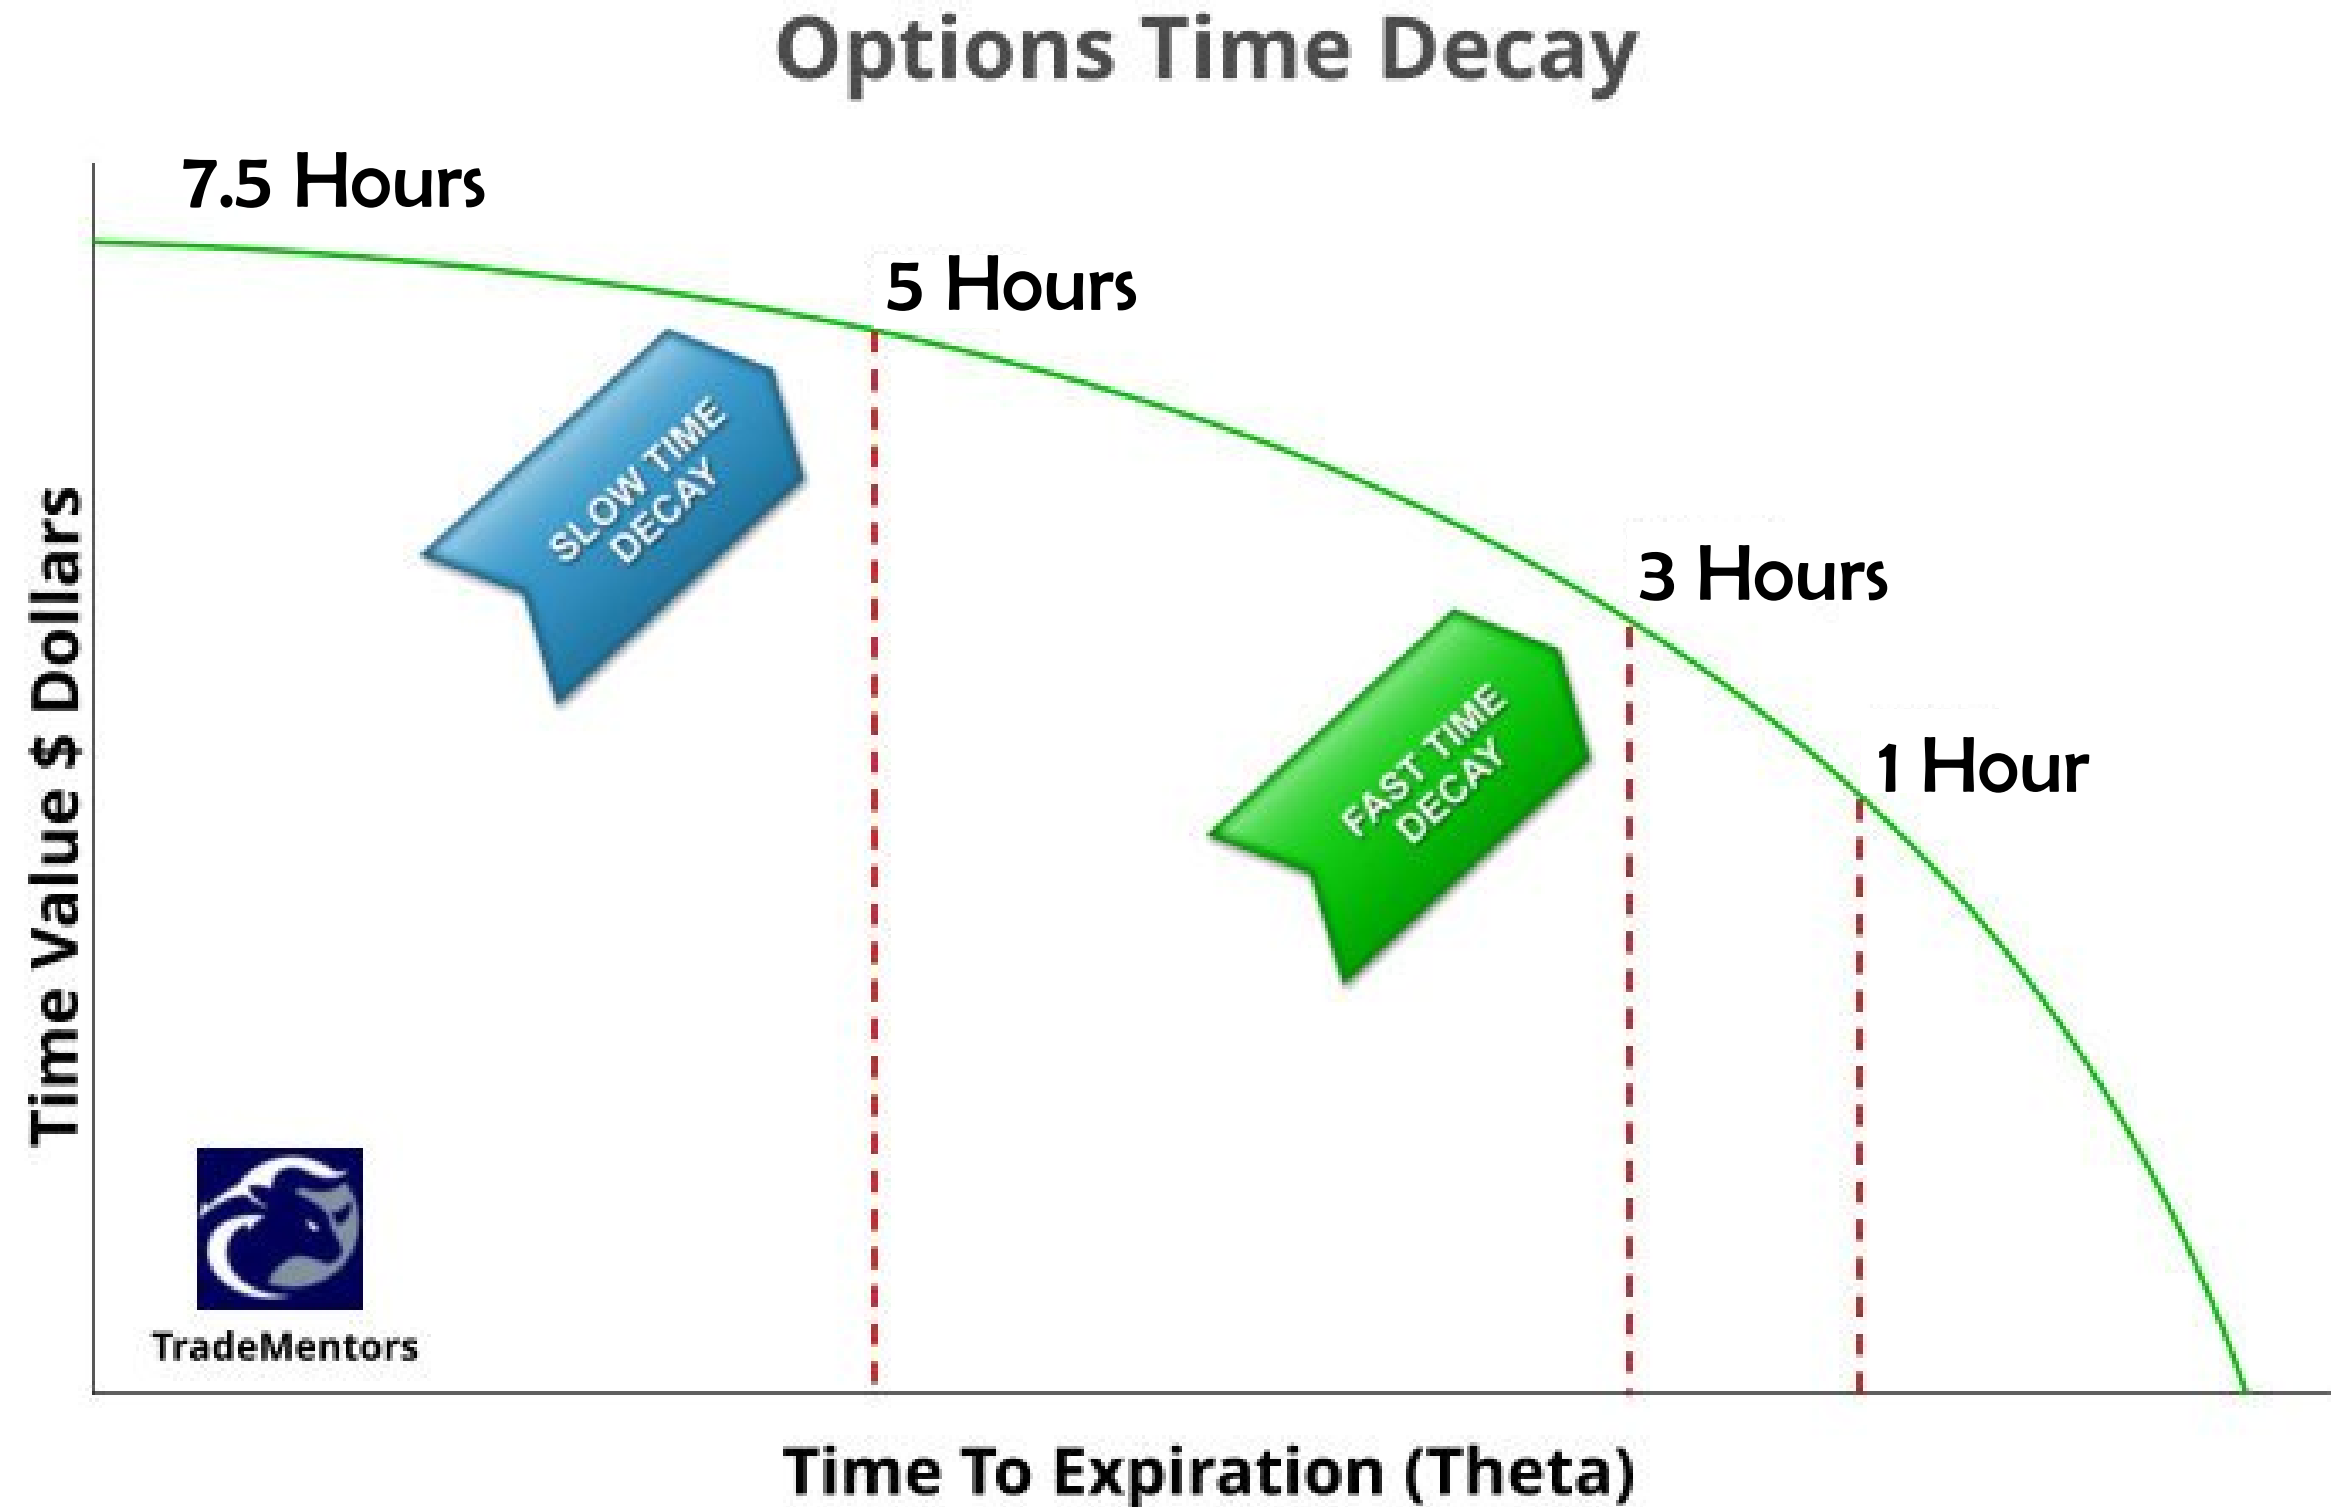 Options Time Decay
7.5 Hours
5 Hours
SLOW TIME
DECAY
3 Hours
FAST TIME
DECAY
1 Hour
Time Value $ Dollars
TradeMentors
Time To Expiration (Theta)